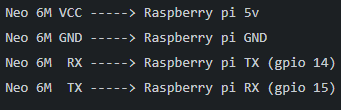 Neo 6M VCC -----> Raspberry pi 5v
Neo 6M GND -----> Raspberry pi GND
Neo 6M  RX -----> Raspberry pi TX (gpio 14)
Neo 6M  TX -----> Raspberry pi RX (gpio 15)